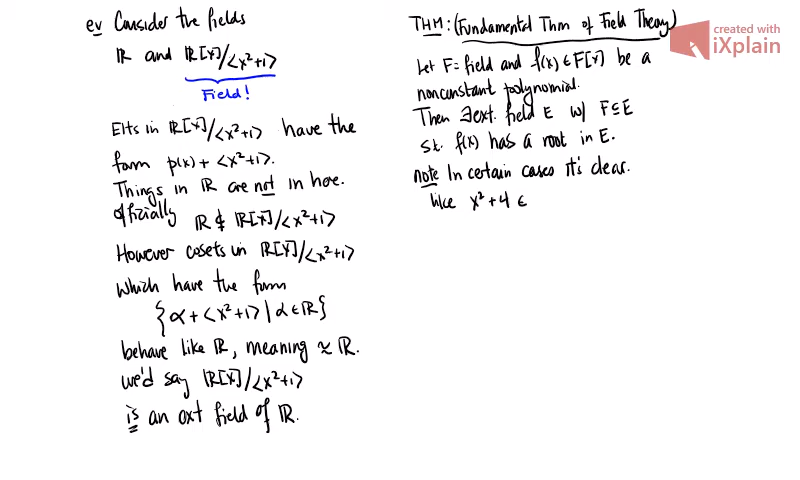 ex Consider the fields
ℝ and ℝ[x]/<x²+1>
Field!
Elts in ℝ[x]/<x²+1> have the
form p(x) + <x²+1>.
Things in ℝ are not in here.
officially ℝ ⊄ ℝ[x]/<x²+1>
However cosets in ℝ[x]/<x²+1>
which have the form
{α + <x²+1> | α ∈ ℝ}
behave like ℝ, meaning ≈ ℝ.
we'd say ℝ[x]/<x²+1>
is an ext field of ℝ.
THM: (Fundamental Thm of Field Theory)
Let F = field and f(x) ∈ F[x] be a
nonconstant polynomial.
Then ∃ ext. field E w/ F ⊆ E
st. f(x) has a root in E.
note In certain cases it's clear.
like x² + 4 ∈
created with
iXplain